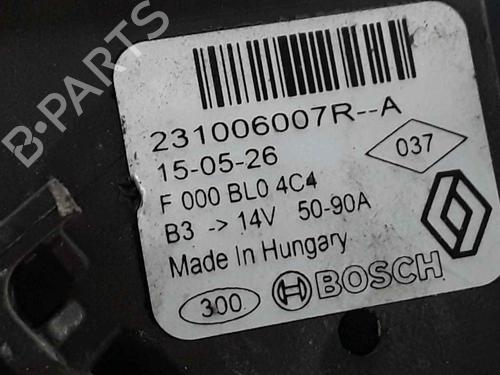 B-PARTS
231006007R--A
15-05-26
037
F 000 BL0 4C4
B3 -> 14V 50-90A
Made In Hungary
300 BOSCH